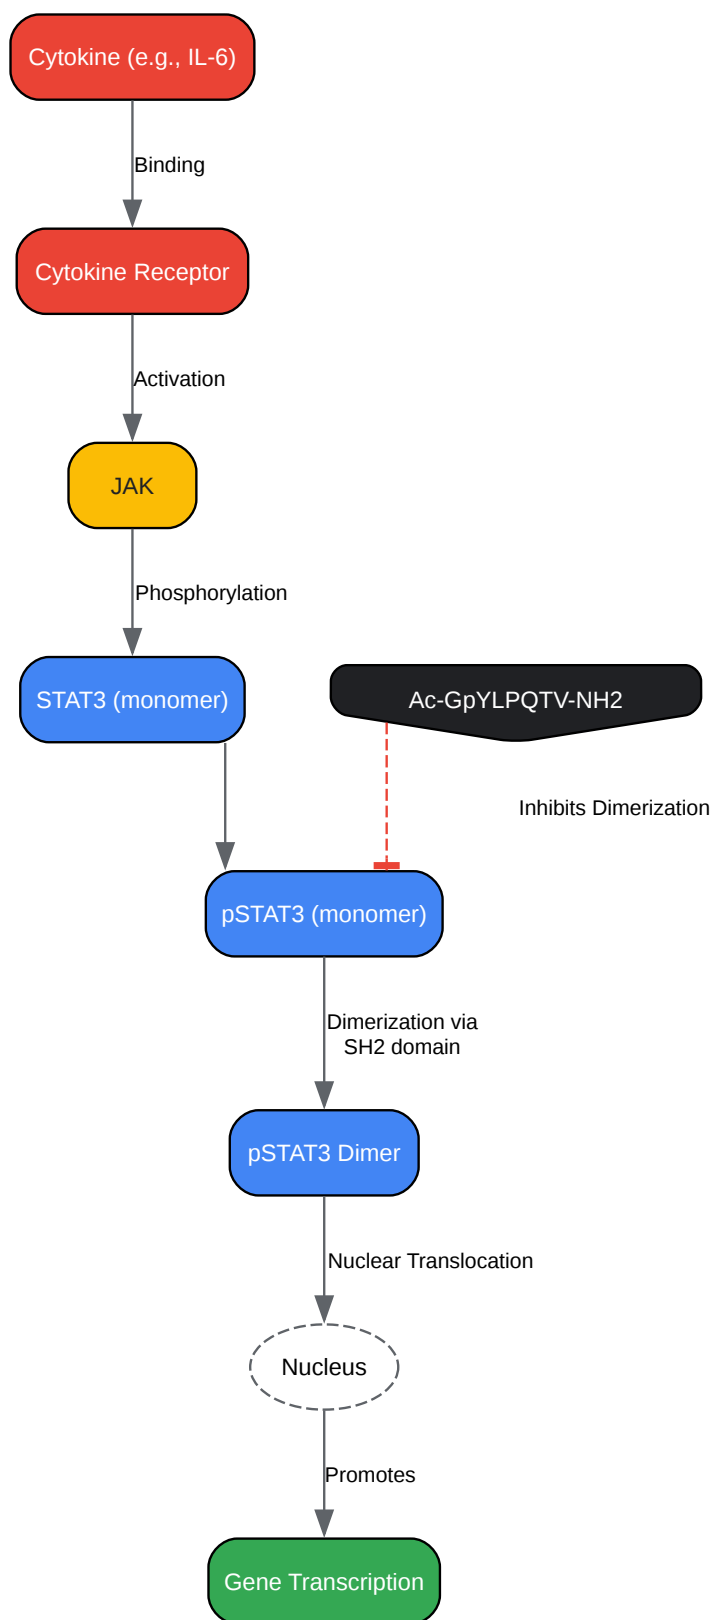 Cytokine (e.g., IL-6)
Binding
Cytokine Receptor
Activation
JAK
Phosphorylation
STAT3 (monomer)
Ac-GpYLPQTV-NH2
Inhibits Dimerization
pSTAT3 (monomer)
Dimerization via
SH2 domain
pSTAT3 Dimer
Nuclear Translocation
Nucleus
Promotes
Gene Transcription